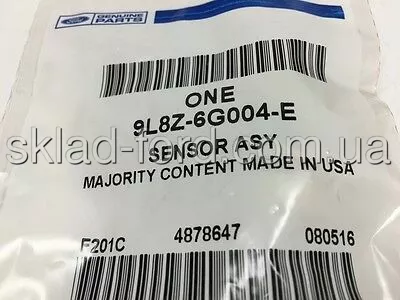 Ford GENUINE PARTS
ONE
9L8Z-6G004-E
sklad-ford.com.ua
SENSOR ASY
MAJORITY CONTENT MADE IN USA
F201C 4878647 080516